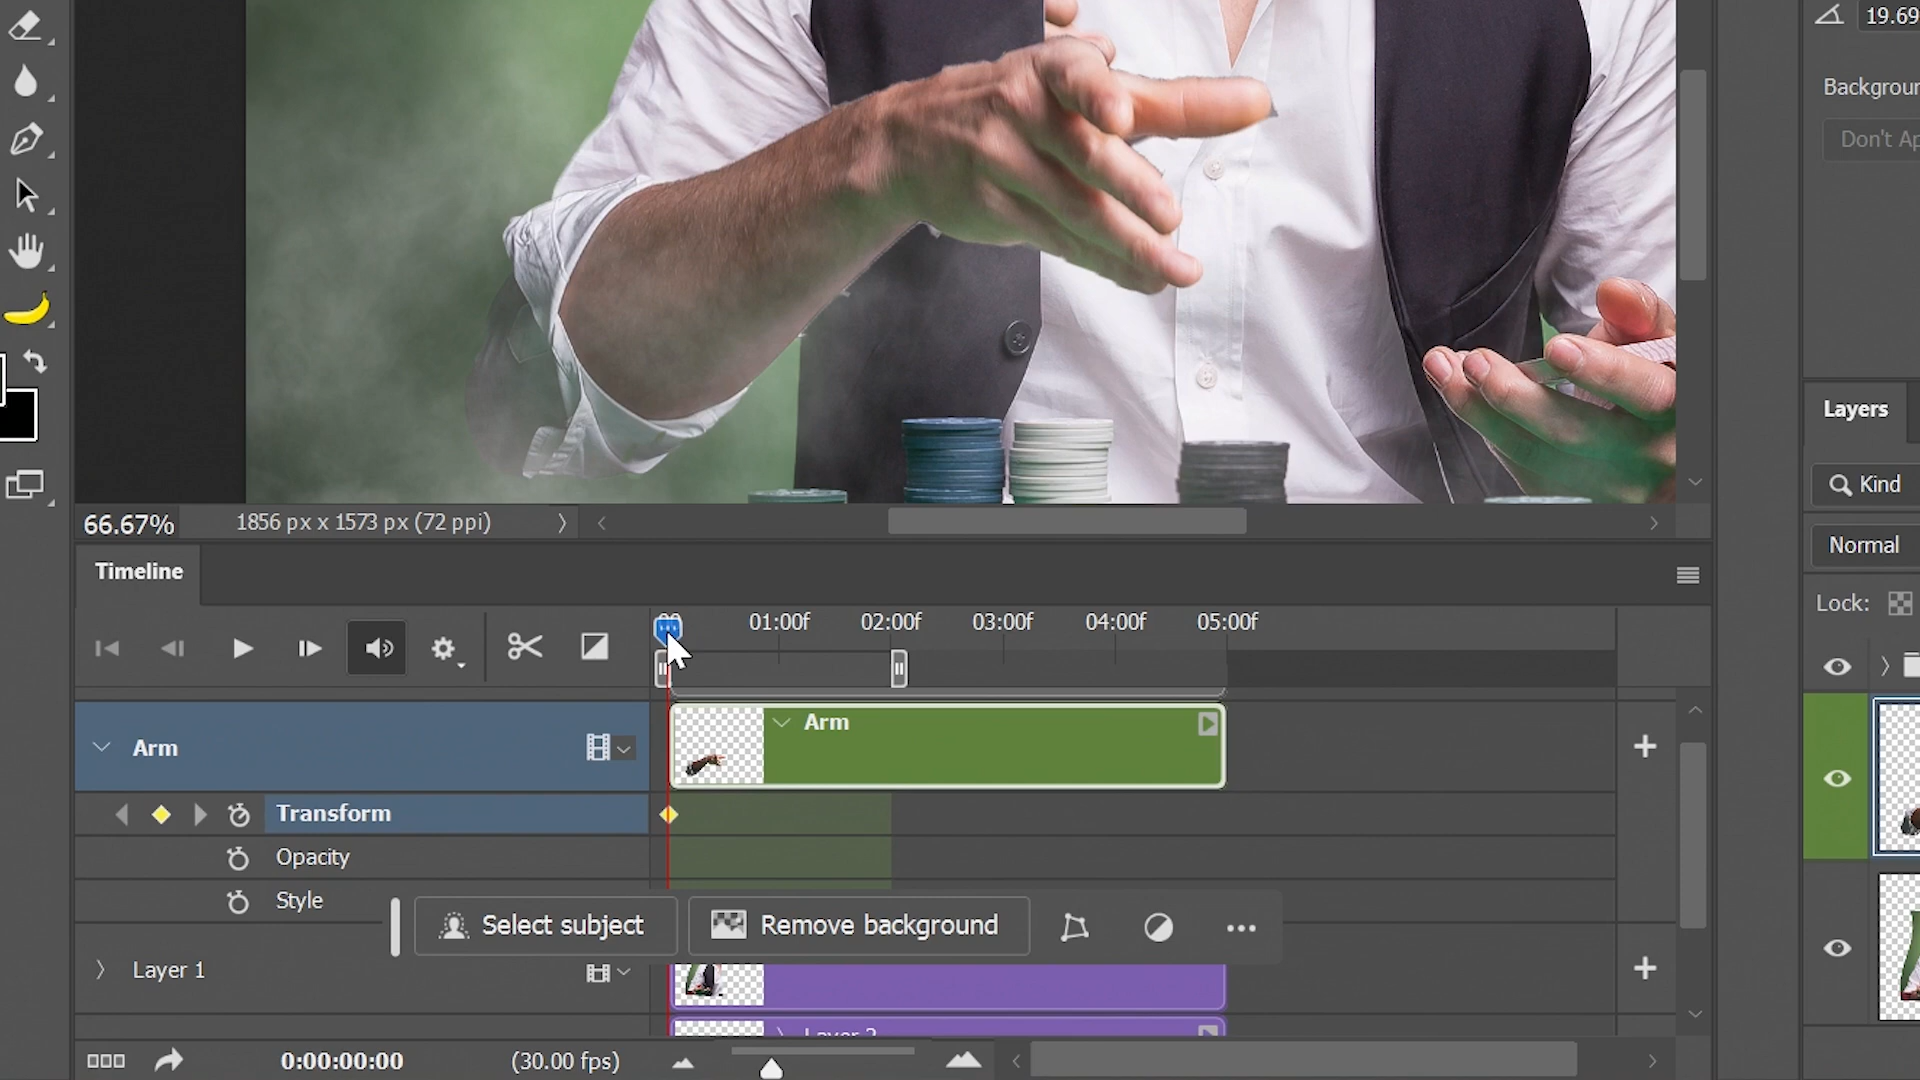 19.69
Backgroun
Don't Ap
Layers
Kind
Normal
Lock:
66.67%
1856 px x 1573 px (72 ppi)
Timeline
01:00f
02:00f
03:00f
04:00f
05:00f
Arm
Arm
Transform
Opacity
Style
Select subject
Remove background
Layer 1
0:00:00:00
(30.00 fps)